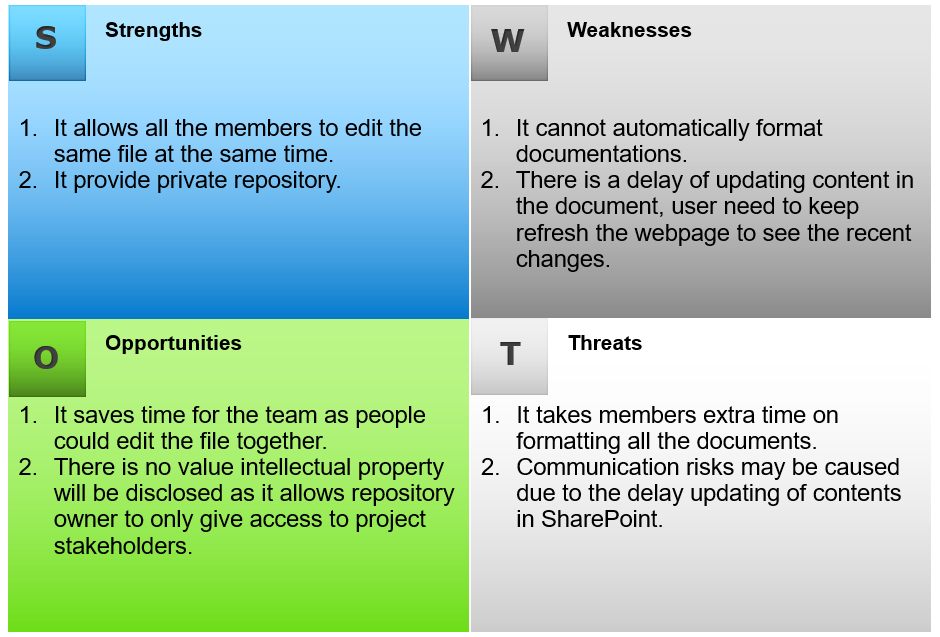 S
Strengths
1. It allows all the members to edit the
same file at the same time.
2. It provide private repository.
W
Weaknesses
1. It cannot automatically format
documentations.
2. There is a delay of updating content in
the document, user need to keep
refresh the webpage to see the recent
changes.
O
Opportunities
1. It saves time for the team as people
could edit the file together.
2. There is no value intellectual property
will be disclosed as it allows repository
owner to only give access to project
stakeholders.
T
Threats
1. It takes members extra time on
formatting all the documents.
2. Communication risks may be caused
due to the delay updating of contents
in SharePoint.